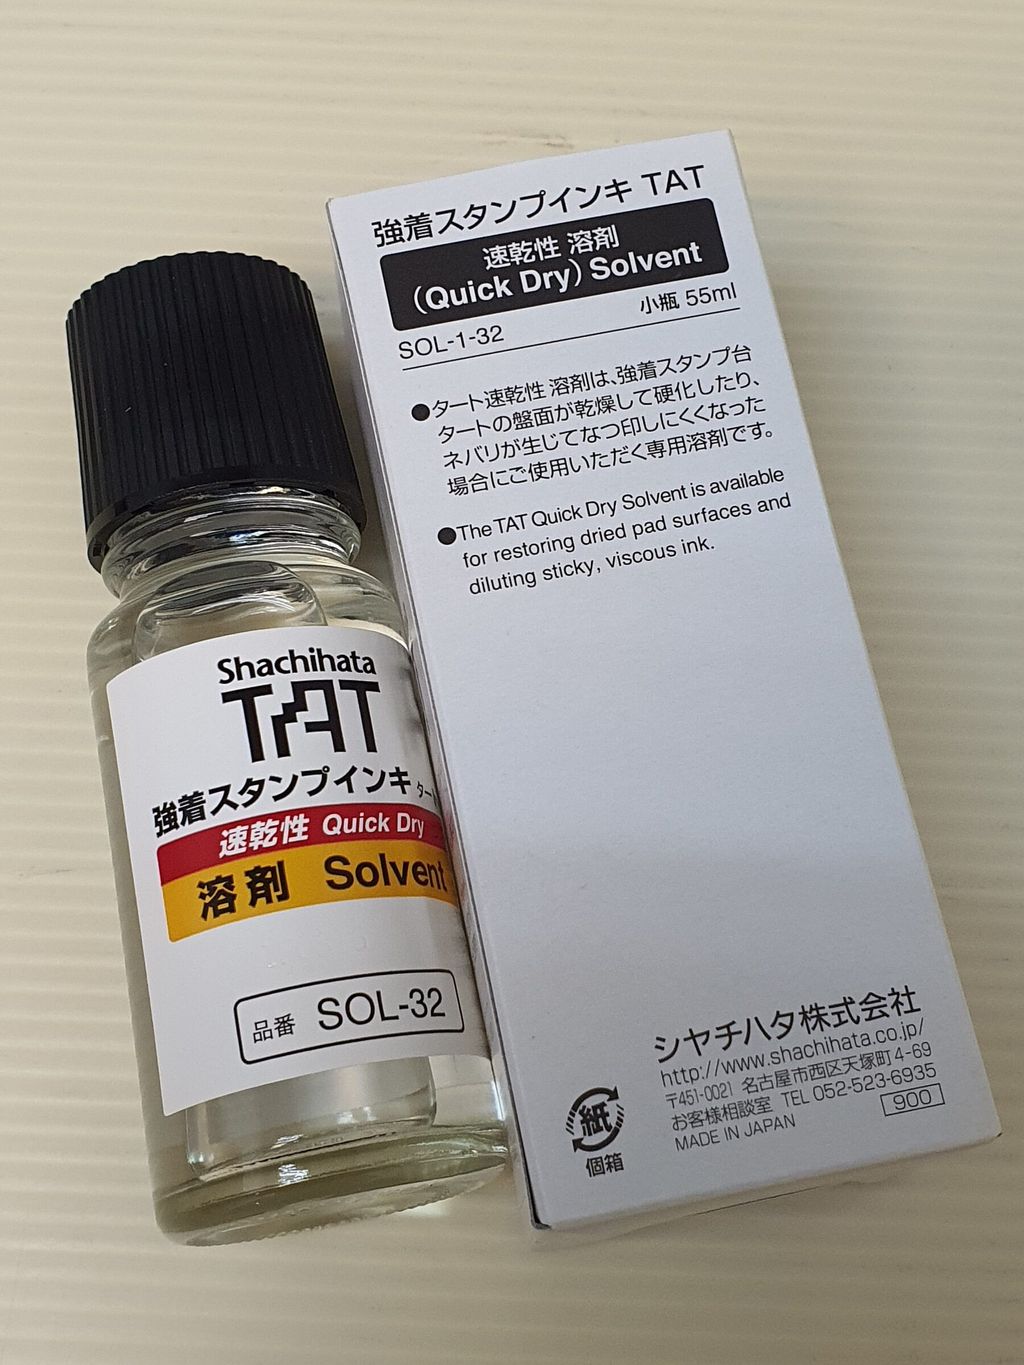 強着スタンプインキ TAT
速乾性 溶剤
(Quick Dry) Solvent
SOL-1-32
小瓶 55ml
●タート速乾性 溶剤は、強着スタンプ台
タートの盤面が乾燥して硬化したり、
ネバリが生じてなつ印しにくくなった
場合にご使用いただく専用溶剤です。
●The TAT Quick Dry Solvent is available
for restoring dried pad surfaces and
diluting sticky, viscous ink.
シヤチハタ株式会社
http://www.shachihata.co.jp/
〒451-0021 名古屋市西区天塚町4-69
お客様相談室 TEL 052-523-6935
MADE IN JAPAN
900
紙
個箱
Shachihata
TAT
強着スタンプインキ ター
速乾性 Quick Dry
溶剤 Solvent
品番 SOL-32